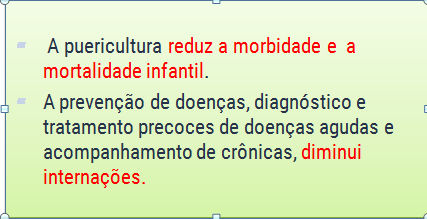 A puericultura reduz a morbidade e a
mortalidade infantil.
A prevenção de doenças, diagnóstico e
tratamento precoces de doenças agudas e
acompanhamento de crônicas, diminui
internações.